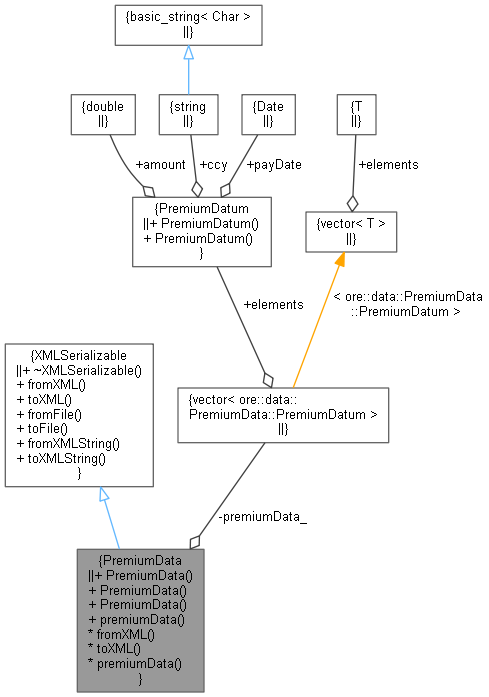 {basic_string< Char >
||}
{double
||}
{string
||}
{Date
||}
{T
||}
+amount
+ccy
+payDate
+elements
{PremiumDatum
||+ PremiumDatum()
+ PremiumDatum()
}
{vector< T >
||}
+elements
< ore::data::PremiumData
::PremiumDatum >
{XMLSerializable
||+ ~XMLSerializable()
+ fromXML()
+ toXML()
+ fromFile()
+ toFile()
+ fromXMLString()
+ toXMLString()
}
{vector< ore::data::
PremiumData::PremiumDatum >
||}
-premiumData_
{PremiumData
||+ PremiumData()
+ PremiumData()
+ PremiumData()
+ premiumData()
* fromXML()
* toXML()
* premiumData()
}